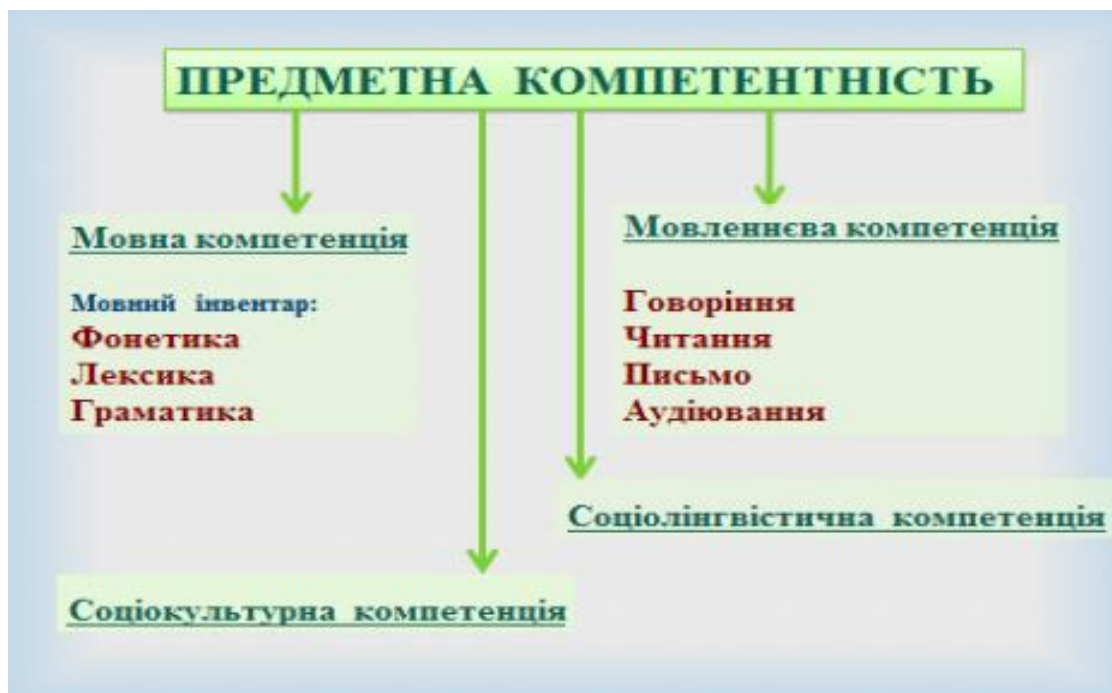 ПРЕДМЕТНА КОМПЕТЕНТНІСТЬ
Мовна компетенція
Мовний інвентар:
Фонетика
Лексика
Граматика
Мовленнєва компетенція
Говоріння
Читання
Письмо
Аудіювання
Соціолінгвістична компетенція
Соціокультурна компетенція